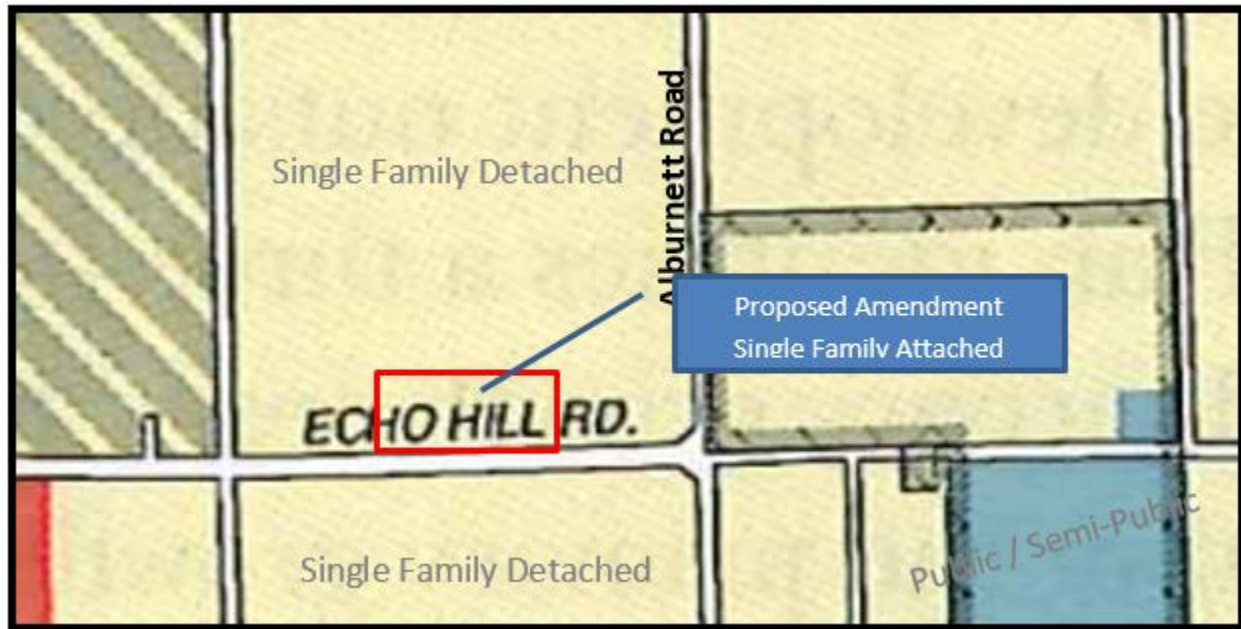 Single Family Detached
Alburnett Road
Proposed Amendment
Single Family Attached
ECHO HILL RD.
Single Family Detached
Public / Semi-Public